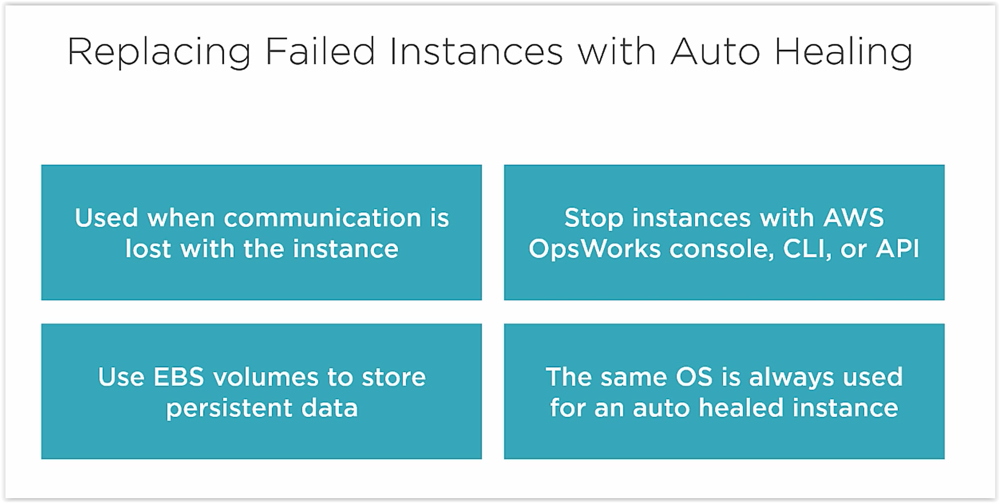 Replacing Failed Instances with Auto Healing
Used when communication is
lost with the instance
Stop instances with AWS
OpsWorks console, CLI, or API
Use EBS volumes to store
persistent data
The same OS is always used
for an auto healed instance